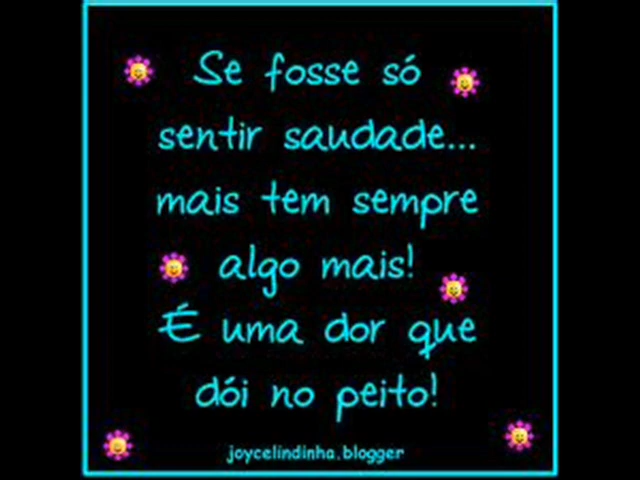 Se fosse só
sentir saudade...
mais tem sempre
algo mais!
É uma dor que
dói no peito!
joycelindinha.blogger